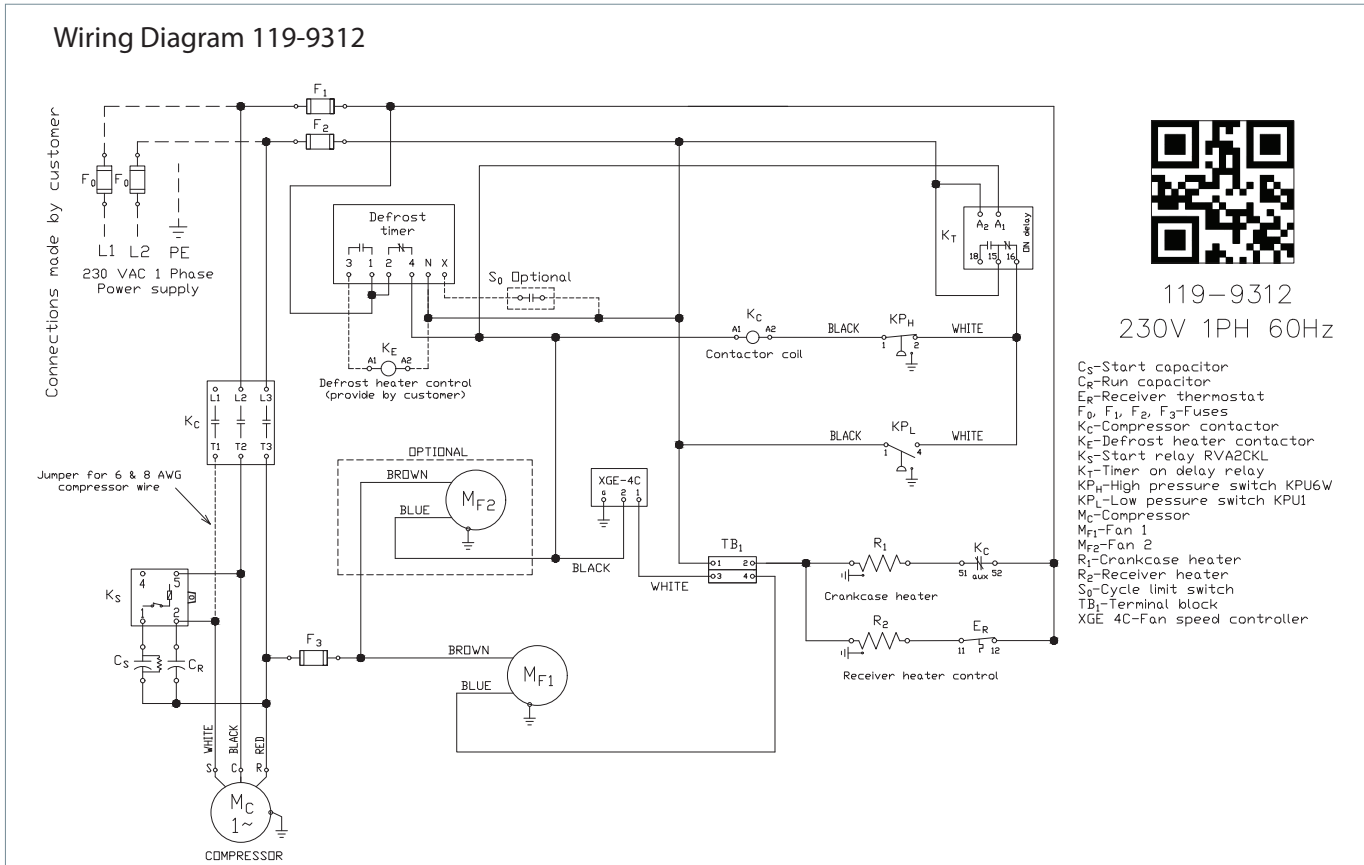 Wiring Diagram 119-9312
Connections made by customer
F1
F2
F0
F0
L1 L2 PE
230 VAC 1 Phase
Power supply
Defrost
timer
3 1 2 4 N X
S0 Optional
KE
A1 A2
Defrost heater control
(provide by customer)
KC
A1 A2
Contactor coil
BLACK
KPH
1 2
WHITE
A2 A1
KT
ON delay
18 15 16
BLACK
KPL
1 4
WHITE
L1 L2 L3
KC
T1 T2 T3
Jumper for 6 & 8 AWG
compressor wire
OPTIONAL
BROWN
BLUE
MF2
XGE-4C
G 2 1
BLACK
WHITE
TB1
1 2
3 4
R1
Crankcase heater
KC
51 52
aux
R2
ER
11 12
Receiver heater control
4 5
KS
1 2
CS
CR
F3
BROWN
BLUE
MF1
WHITE
BLACK
RED
S C R
MC
1~
COMPRESSOR
119-9312
230V 1PH 60Hz
CS-Start capacitor
CR-Run capacitor
ER-Receiver thermostat
F0, F1, F2, F3-Fuses
KC-Compressor contactor
KE-Defrost heater contactor
KS-Start relay RVA2CKL
KT-Timer on delay relay
KPH-High pressure switch KPU6W
KPL-Low pessure switch KPU1
MC-Compressor
MF1-Fan 1
MF2-Fan 2
R1-Crankcase heater
R2-Receiver heater
S0-Cycle limit switch
TB1-Terminal block
XGE 4C-Fan speed controller